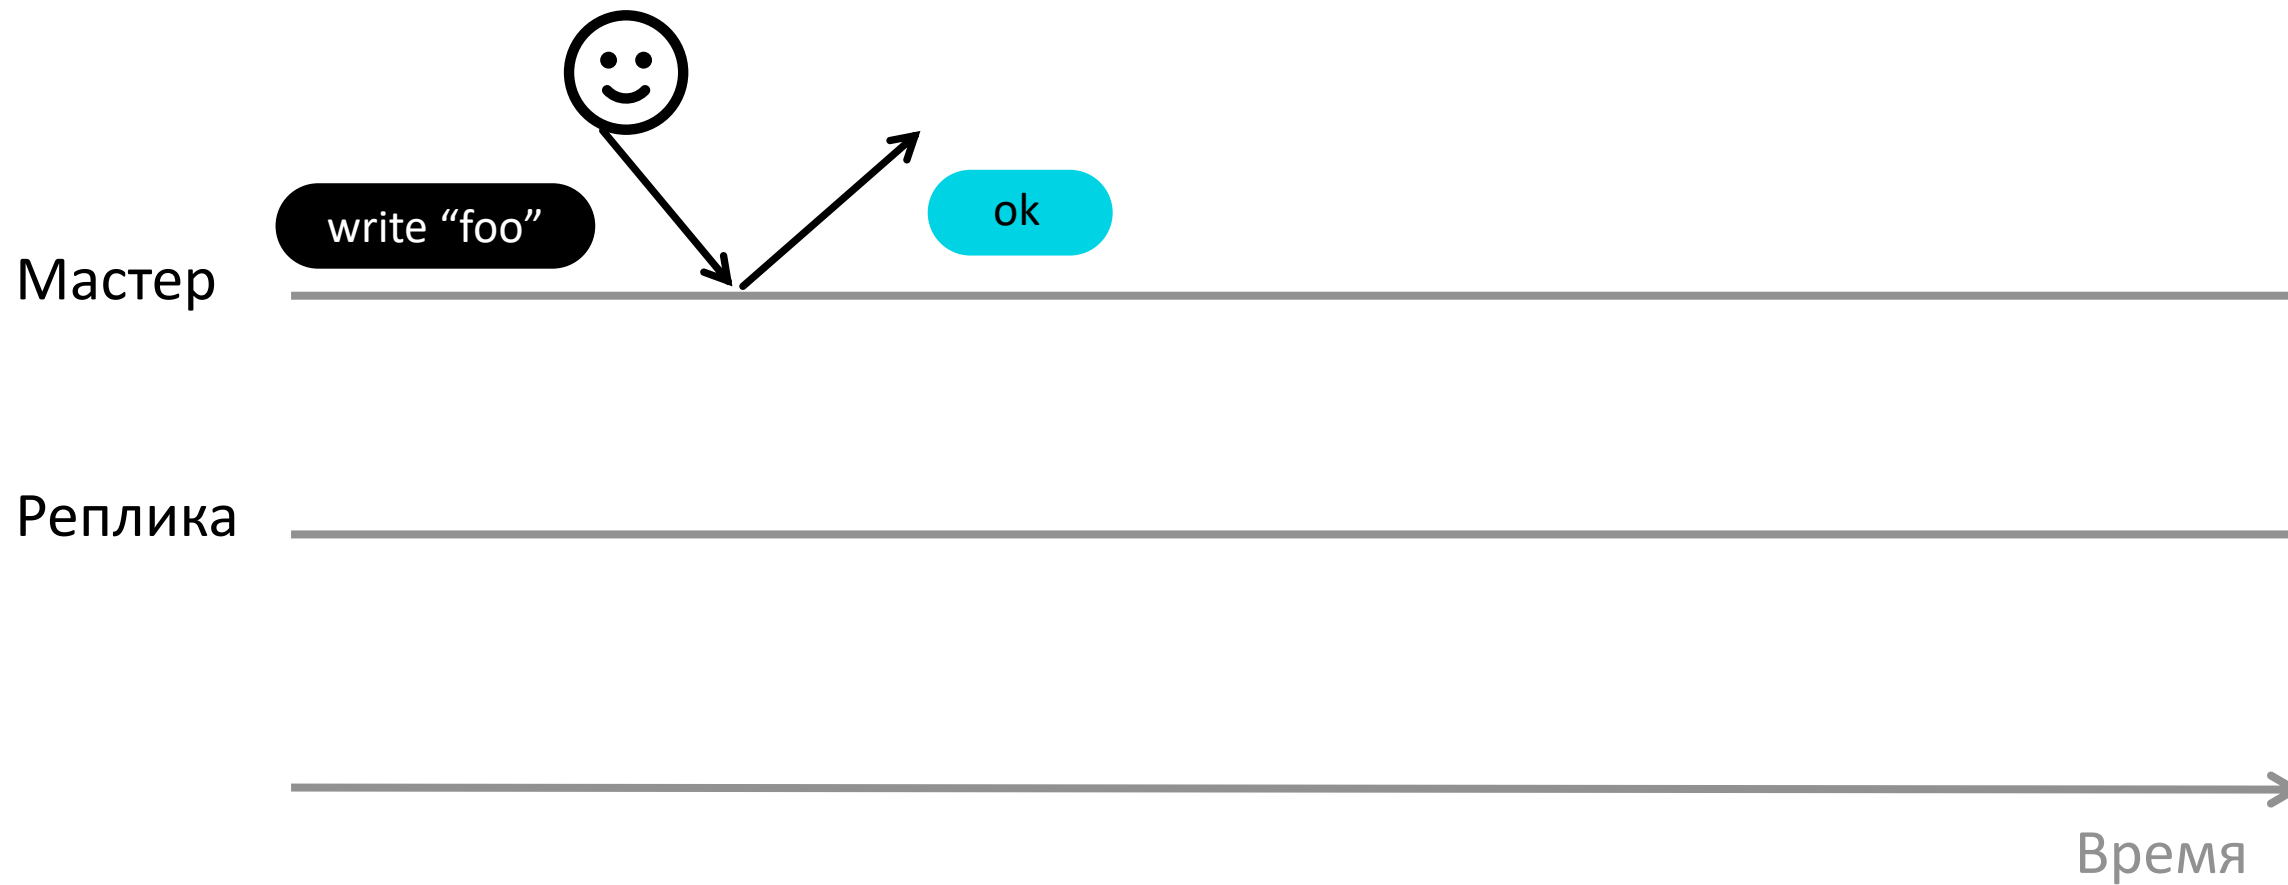 write “foo”
ok
Мастер
Реплика
Время